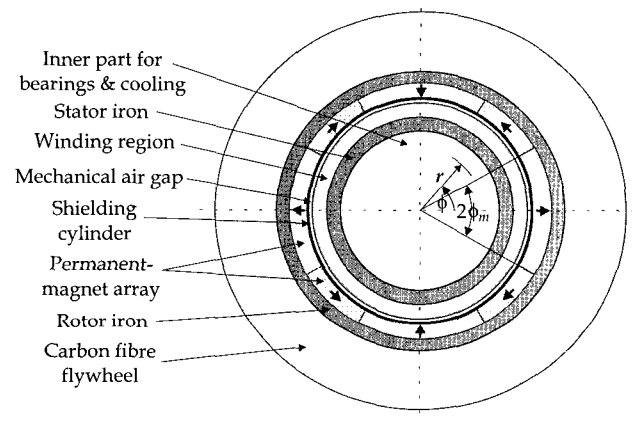 Inner part for
bearings & cooling
Stator iron
Winding region
Mechanical air gap
Shielding
cylinder
Permanent-
magnet array
Rotor iron
Carbon fibre
flywheel
r
ϕ
2ϕm